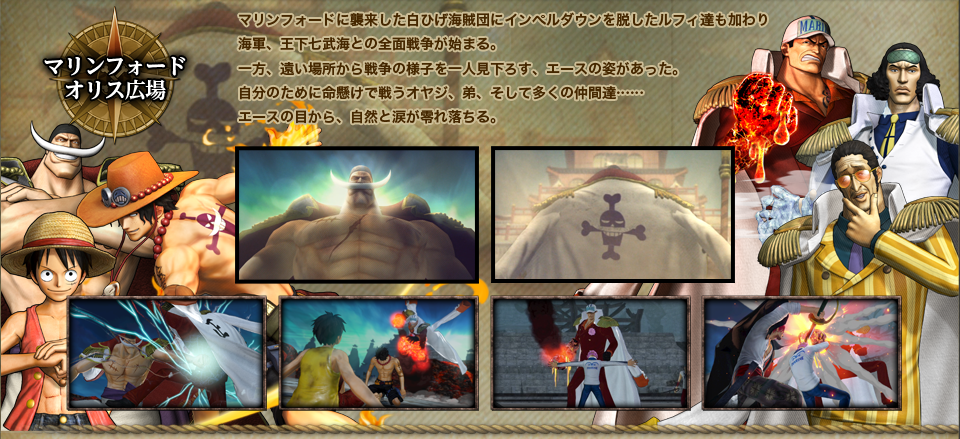 マリンフォード
オリス広場
マリンフォードに襲来した白ひげ海賊団にインペルダウンを脱したルフィ達も加わり
海軍、王下七武海との全面戦争が始まる。
一方、遠い場所から戦争の様子を一人見下ろす、エースの姿があった。
自分のために命懸けで戦うオヤジ、弟、そして多くの仲間達……
エースの目から、自然と涙が零れ落ちる。
MARINE